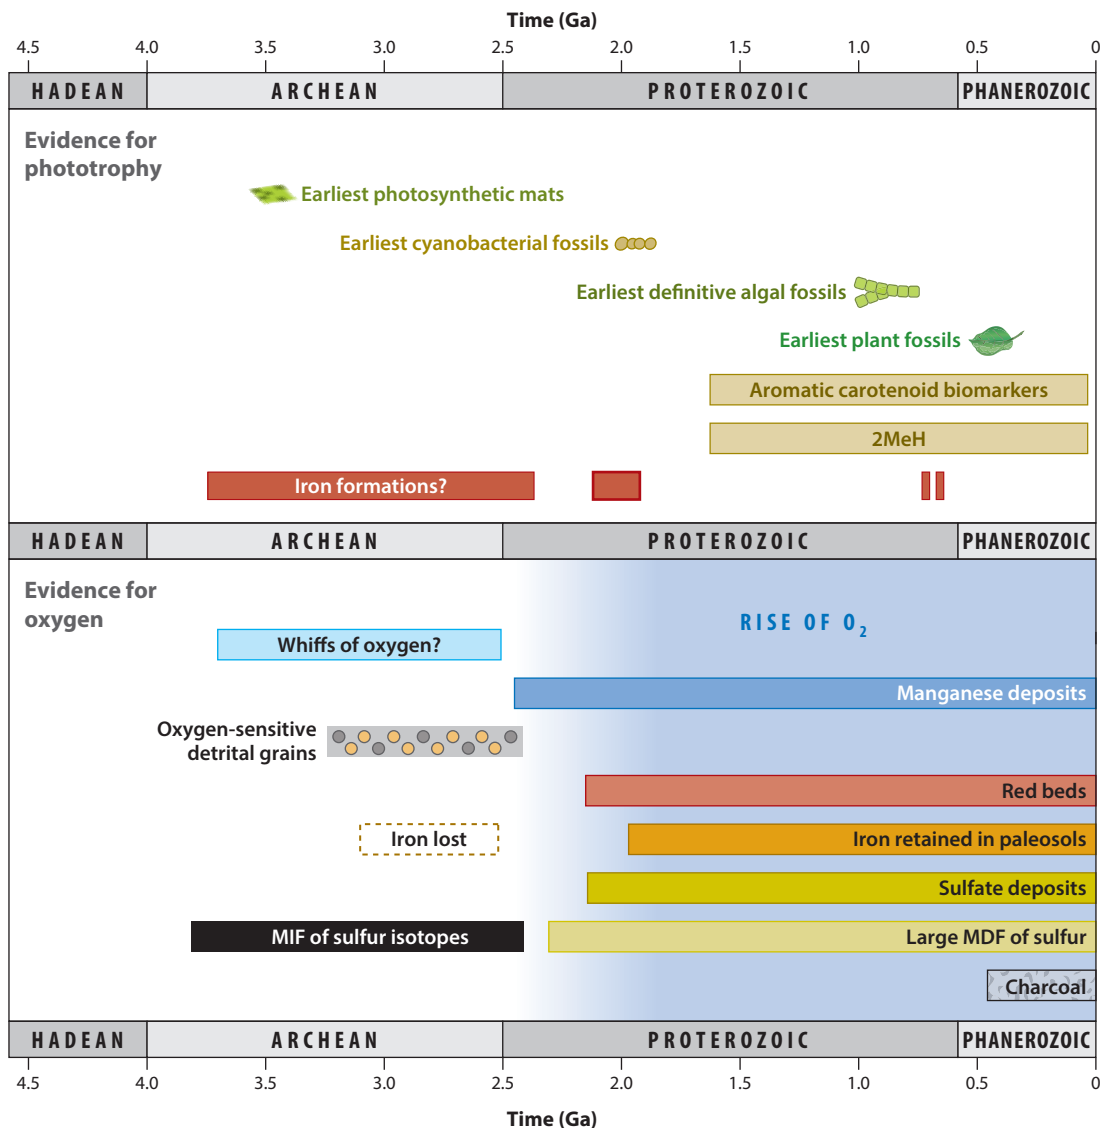 Time (Ga)
4.5 4.0 3.5 3.0 2.5 2.0 1.5 1.0 0.5 0
HADEAN ARCHEAN PROTEROZOIC PHANEROZOIC
Evidence for
phototrophy
Earliest photosynthetic mats
Earliest cyanobacterial fossils
Earliest definitive algal fossils
Earliest plant fossils
Aromatic carotenoid biomarkers
2MeH
Iron formations?
HADEAN ARCHEAN PROTEROZOIC PHANEROZOIC
Evidence for
oxygen
RISE OF O2
Whiffs of oxygen?
Manganese deposits
Oxygen-sensitive
detrital grains
Red beds
Iron lost
Iron retained in paleosols
Sulfate deposits
MIF of sulfur isotopes
Large MDF of sulfur
Charcoal
HADEAN ARCHEAN PROTEROZOIC PHANEROZOIC
4.5 4.0 3.5 3.0 2.5 2.0 1.5 1.0 0.5 0
Time (Ga)